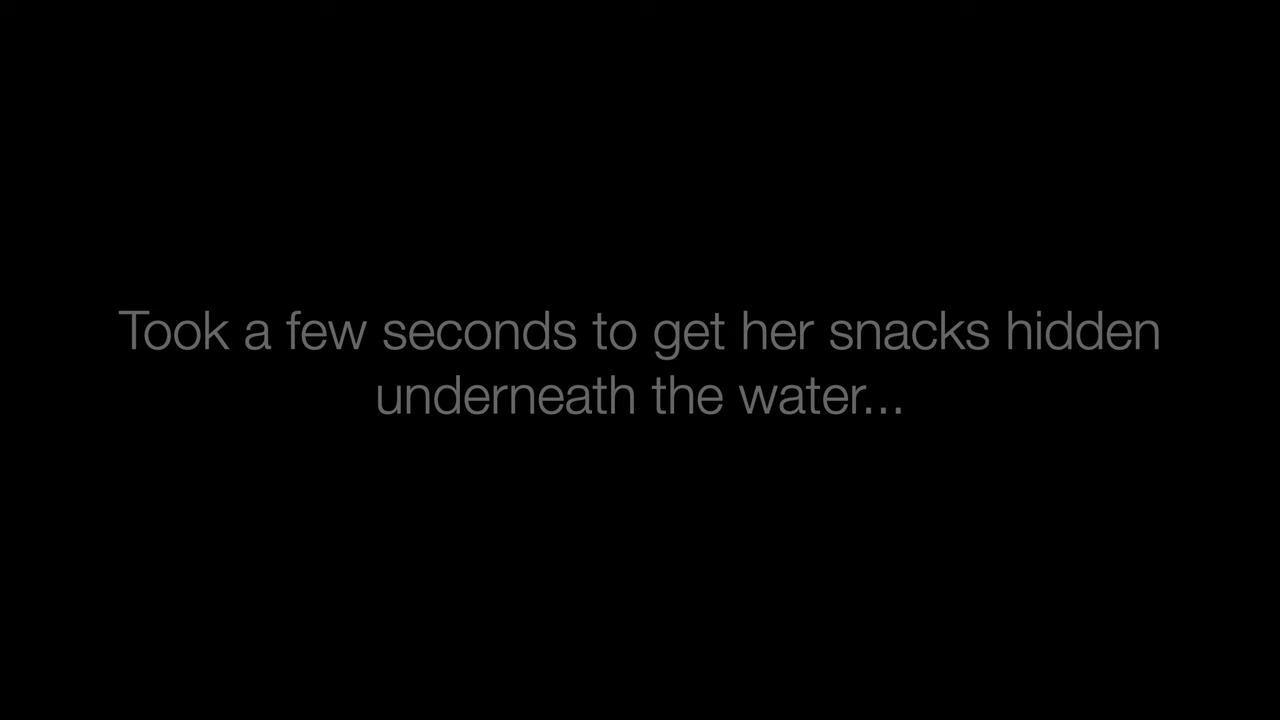 Took a few seconds to get her snacks hidden
underneath the water...